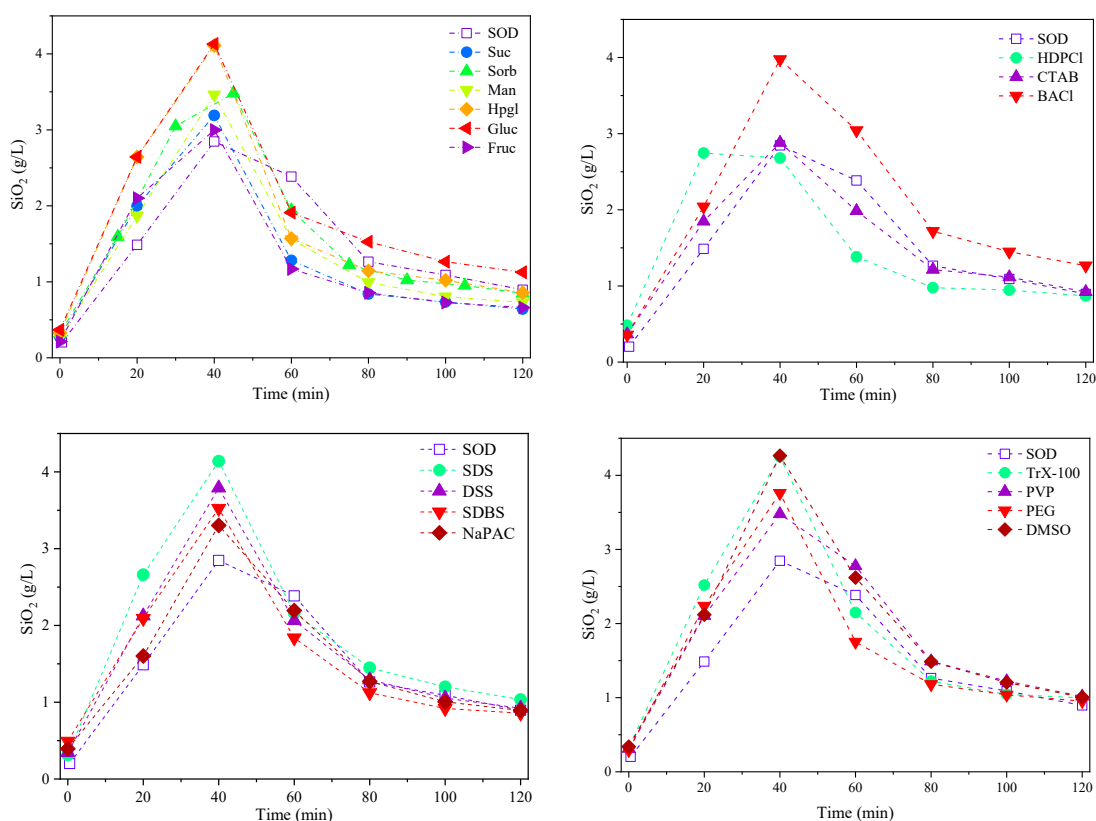 SiO2 (g/L)
4
3
2
1
0
0 20 40 60 80 100 120
Time (min)
SOD
Suc
Sorb
Man
Hpgl
Gluc
Fruc
SiO2 (g/L)
4
3
2
1
0
0 20 40 60 80 100 120
Time (min)
SOD
HDPCl
CTAB
BACl
SiO2 (g/L)
4
3
2
1
0
0 20 40 60 80 100 120
Time (min)
SOD
SDS
DSS
SDBS
NaPAC
SiO2 (g/L)
4
3
2
1
0
0 20 40 60 80 100 120
Time (min)
SOD
TrX-100
PVP
PEG
DMSO